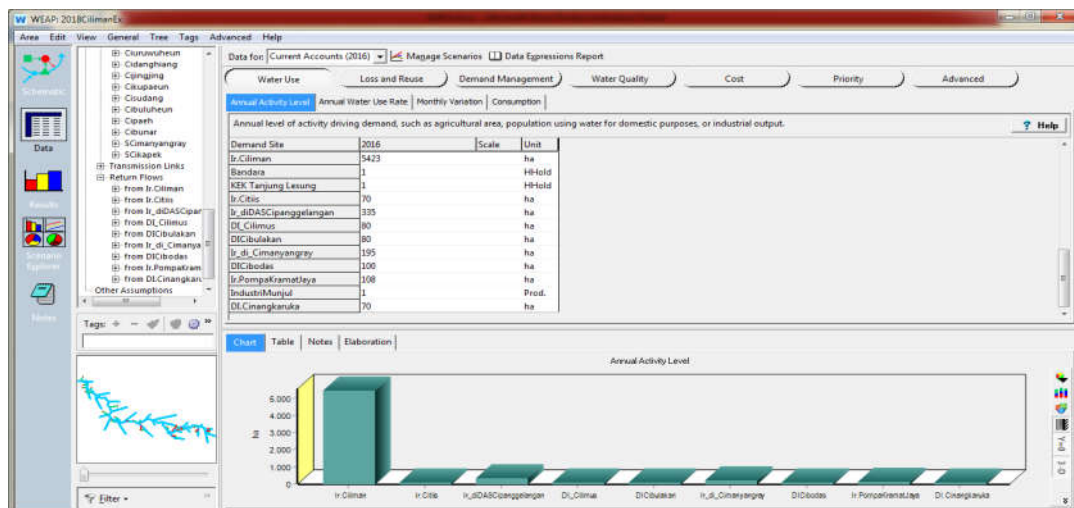 WEAP: 2018CilimanEx
Area Edit View General Tree Tags Advanced Help
Schematic
Data
Results
Scenario Explorer
Notes
Ciuruwuheun
Cidanghiang
Cijingjing
Cikupaeun
Cisudang
Cibuluheun
Cipaeh
Cibunar
SCimanyangray
SCikapek
Transmission Links
Return Flows
from Ir.Ciliman
from Ir.Citiis
from Ir_diDASCipar
from DI_Cilimus
from DICibulakan
from Ir_di_Cimanya
from DICibodas
from Ir.PompaKram
from DI.Cinangkaru
Other Assumptions
Tags:
Filter
Data for: Current Accounts (2016) Manage Scenarios Data Expressions Report
Water Use Loss and Reuse Demand Management Water Quality Cost Priority Advanced
Annual Activity Level Annual Water Use Rate Monthly Variation Consumption
Annual level of activity driving demand, such as agricultural area, population using water for domestic purposes, or industrial output.
? Help
Demand Site 2016 Scale Unit
Ir.Ciliman 5423 ha
Bandara 1 HHold
KEK Tanjung Lesung 1 HHold
Ir.Citiis 70 ha
Ir_diDASCipanggelangan 335 ha
DI_Cilimus 80 ha
DICibulakan 80 ha
Ir_di_Cimanyangray 195 ha
DICibodas 100 ha
Ir.PompaKramatJaya 108 ha
IndustriMunjul 1 Prod.
DI.Cinangkaruka 70 ha
Chart Table Notes Elaboration
Annual Activity Level
ha
5.000
4.000
3.000
2.000
1.000
0
Ir.Ciliman Ir.Citiis Ir_diDASCipanggelangan DI_Cilimus DICibulakan Ir_di_Cimanyangray DICibodas Ir.PompaKramatJaya DI.Cinangkaruka
Y=0